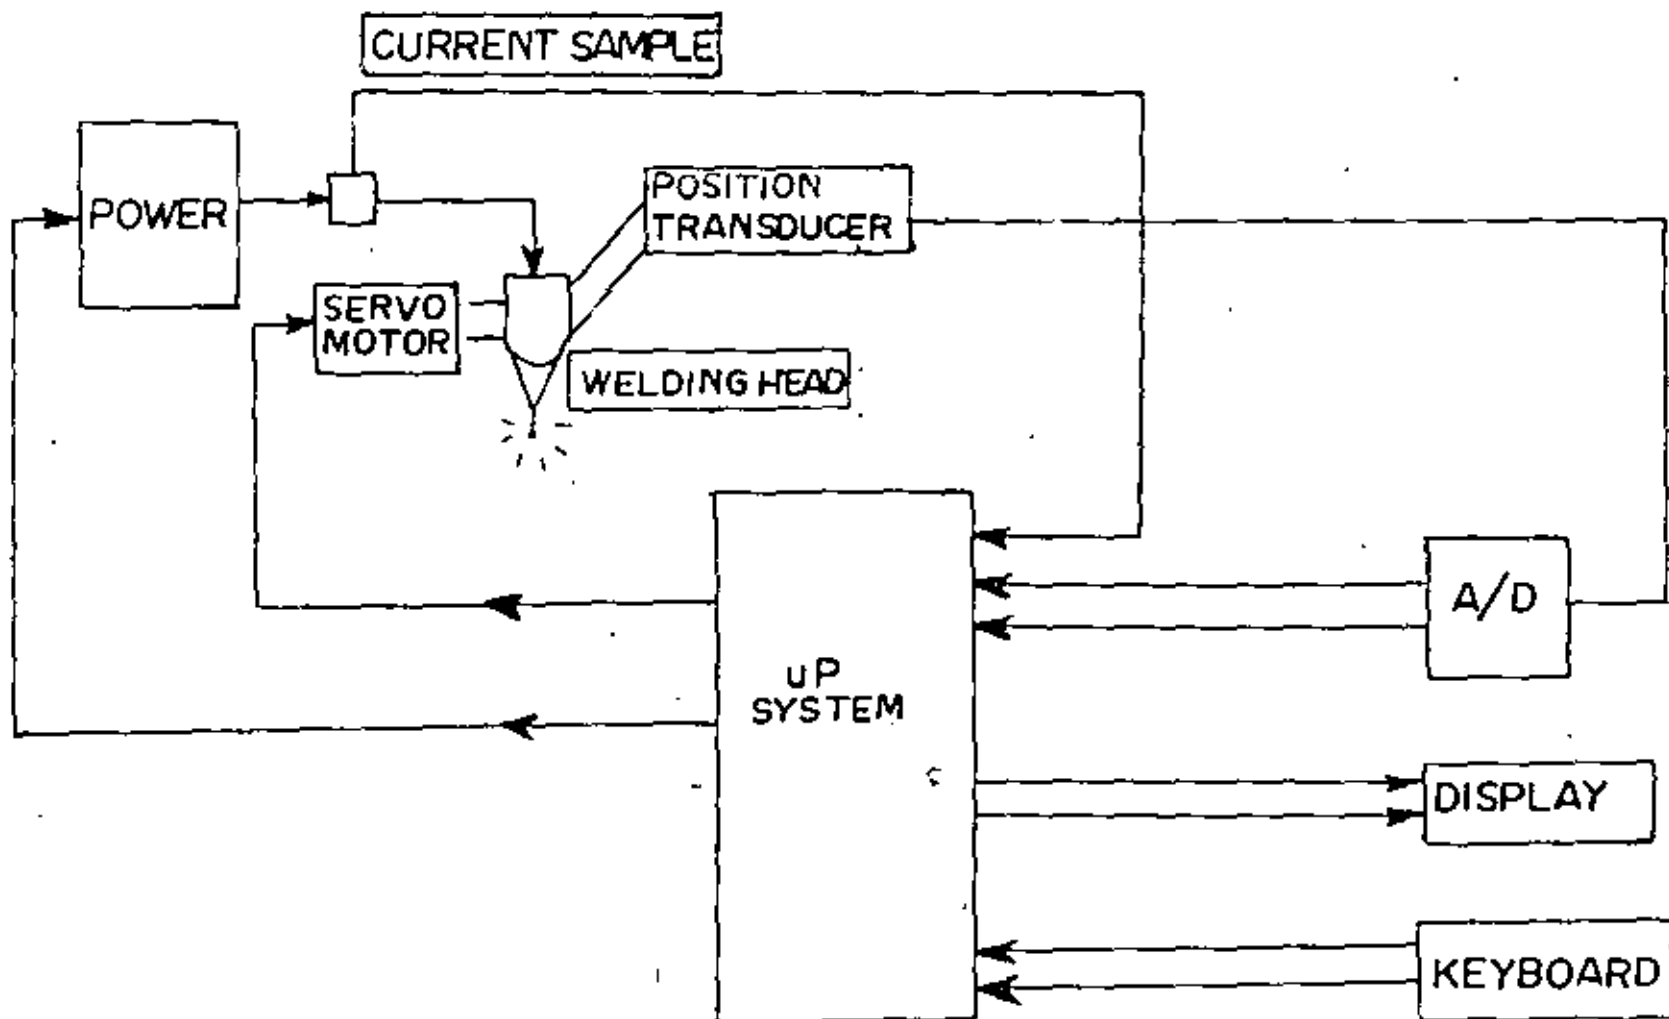 CURRENT SAMPLE
POWER
POSITION
TRANSDUCER
SERVO
MOTOR
WELDING HEAD
A/D
uP
SYSTEM
DISPLAY
KEYBOARD